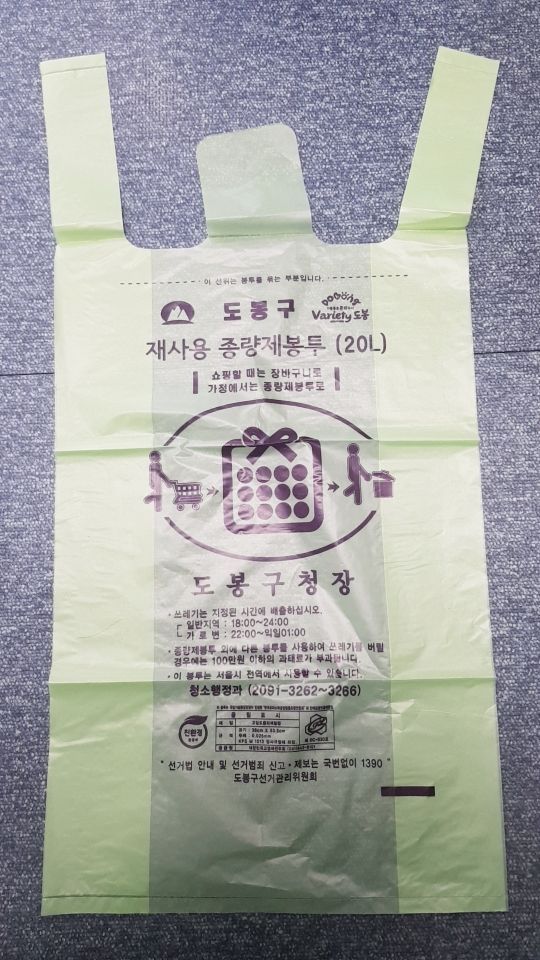 이 선위는 봉투를 묶는 부분입니다.
도봉구
Variety 도봉
재사용 종량제봉투 (20L)
쇼핑할 때는 장바구니로
가정에서는 종량제봉투로
도봉구청장
· 쓰레기는 지정된 시간에 배출하십시오.
일반지역 : 18:00~24:00
가 로 변 : 22:00~익일01:00
· 종량제봉투 외에 다른 봉투를 사용하여 쓰레기를 버릴
경우에는 100만원 이하의 과태료가 부과됩니다.
· 이 봉투는 서울시 전역에서 사용할 수 있습니다.
청소행정과 (2091-3262~3266)
친환경
품 질 표 시
" 선거법 안내 및 선거범죄 신고·제보는 국번없이 1390 "
도봉구선거관리위원회